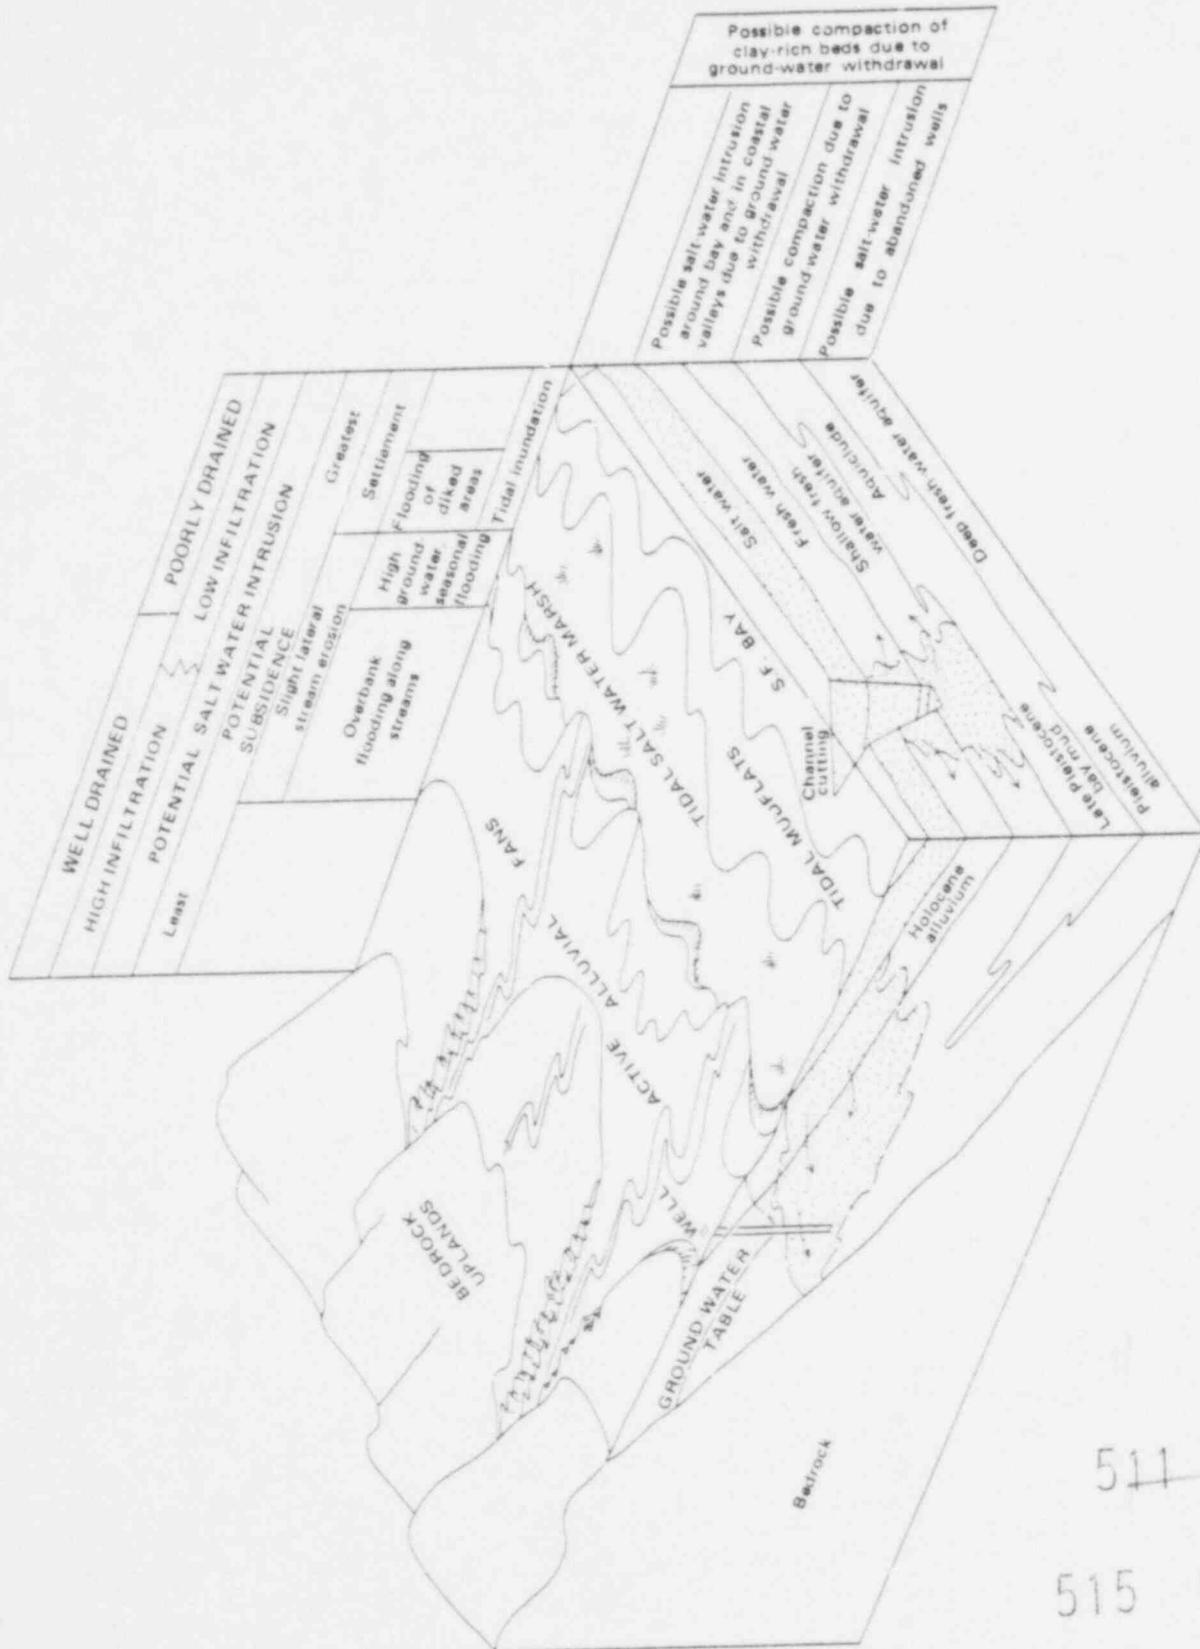 Possible compaction of
clay-rich beds due to
ground-water withdrawal
Possible salt-water intrusion
around bay and in coastal
valleys due to ground water
withdrawal
Possible compaction due to
ground water withdrawal
Possible salt-water intrusion
due to abandoned wells
WELL DRAINED
POORLY DRAINED
HIGH INFILTRATION
LOW INFILTRATION
POTENTIAL SALT WATER INTRUSION
Least
POTENTIAL
SUBSIDENCE
Greatest
Slight lateral
stream erosion
Settlement
Overbank
flooding along
streams
High
ground
water
seasonal
flooding
Flooding
of
diked
areas
Tidal inundation
BEDROCK
UPLANDS
ACTIVE ALLUVIAL FANS
TIDAL SALT WATER MARSH
TIDAL MUDFLATS
S.F. BAY
Channel
cutting
Salt water
Fresh water
Shallow fresh
water aquifer
Aquiclude
Deep fresh water aquifer
Late Pleistocene
bay mud
Pleistocene
alluvium
Holocene
alluvium
WELL
GROUND WATER
TABLE
Bedrock
511
515